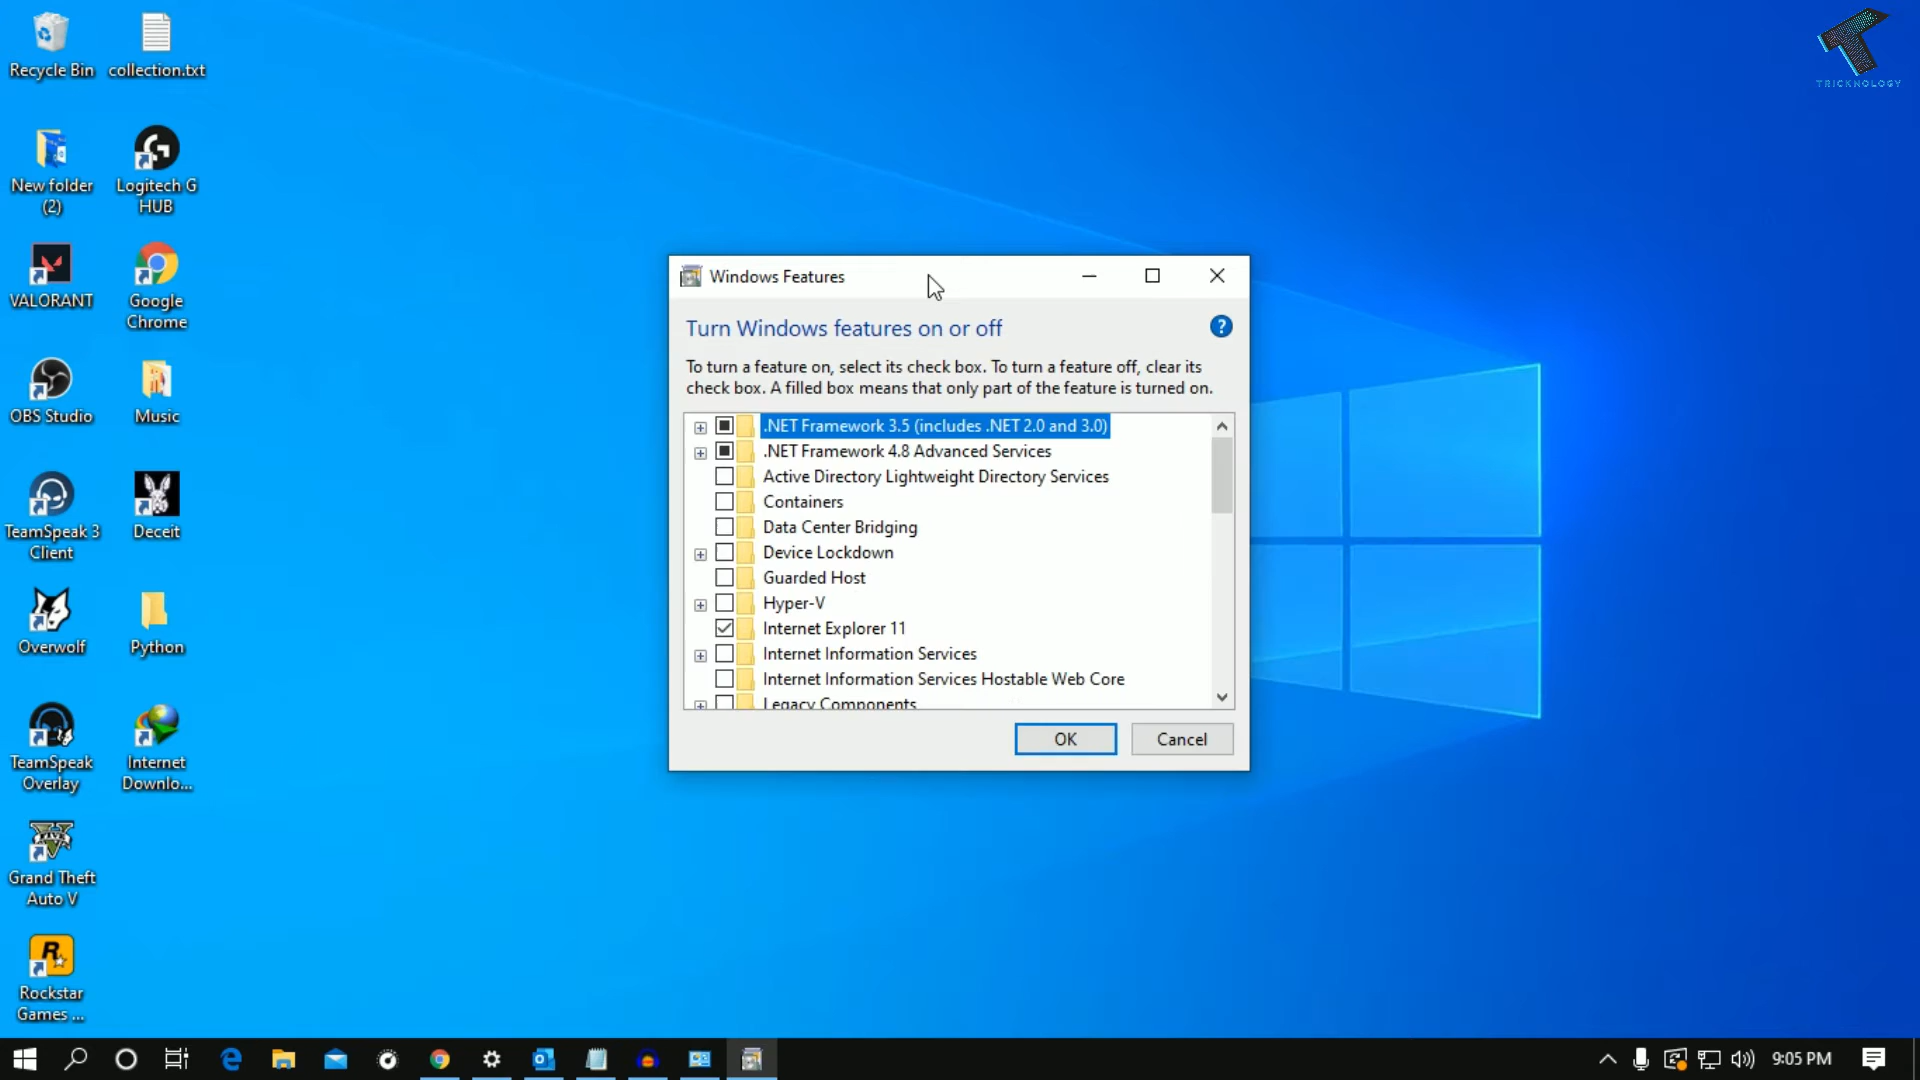 Recycle Bin
collection.txt
TRICKNOLOGY
New folder
(2)
Logitech G
HUB
VALORANT
Google
Chrome
OBS Studio
Music
TeamSpeak 3
Client
Deceit
Overwolf
Python
TeamSpeak
Overlay
Internet
Downlo...
Grand Theft
Auto V
Rockstar
Games ...
Windows Features
Turn Windows features on or off
To turn a feature on, select its check box. To turn a feature off, clear its
check box. A filled box means that only part of the feature is turned on.
.NET Framework 3.5 (includes .NET 2.0 and 3.0)
.NET Framework 4.8 Advanced Services
Active Directory Lightweight Directory Services
Containers
Data Center Bridging
Device Lockdown
Guarded Host
Hyper-V
Internet Explorer 11
Internet Information Services
Internet Information Services Hostable Web Core
Legacy Components
OK
Cancel
9:05 PM